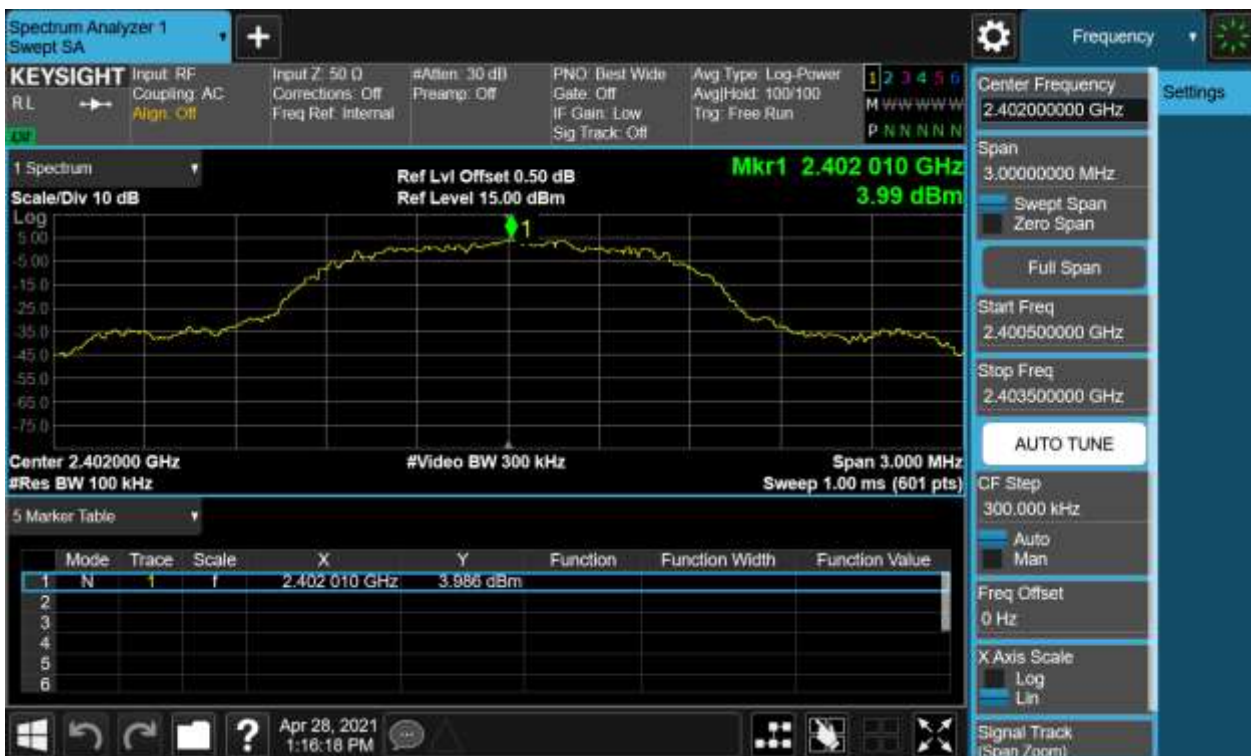 Spectrum Analyzer 1
Swept SA
+
Frequency
KEYSIGHT
RL
Input: RF
Coupling: AC
Align: Off
Input Z: 50 Ω
Corrections: Off
Freq Ref: Internal
#Atten: 30 dB
Preamp: Off
PNO: Best Wide
Gate: Off
IF Gain: Low
Sig Track: Off
Avg Type: Log-Power
Avg|Hold: 100/100
Trig: Free Run
1 2 3 4 5 6
M W W W W W
P N N N N N
1 Spectrum
Scale/Div 10 dB
Ref Lvl Offset 0.50 dB
Ref Level 15.00 dBm
Mkr1 2.402 010 GHz
3.99 dBm
Log
1
5.00
-5.00
-15.0
-25.0
-35.0
-45.0
-55.0
-65.0
-75.0
Center 2.402000 GHz
#Video BW 300 kHz
Span 3.000 MHz
#Res BW 100 kHz
Sweep 1.00 ms (601 pts)
5 Marker Table
Mode Trace Scale X Y Function Function Width Function Value
1 N 1 f 2.402 010 GHz 3.986 dBm
2
3
4
5
6
?
Apr 28, 2021
1:16:18 PM
Center Frequency
2.402000000 GHz
Span
3.00000000 MHz
Swept Span
Zero Span
Full Span
Start Freq
2.400500000 GHz
Stop Freq
2.403500000 GHz
AUTO TUNE
CF Step
300.000 kHz
Auto
Man
Freq Offset
0 Hz
X Axis Scale
Log
Lin
Signal Track
(Span Zoom)
Settings